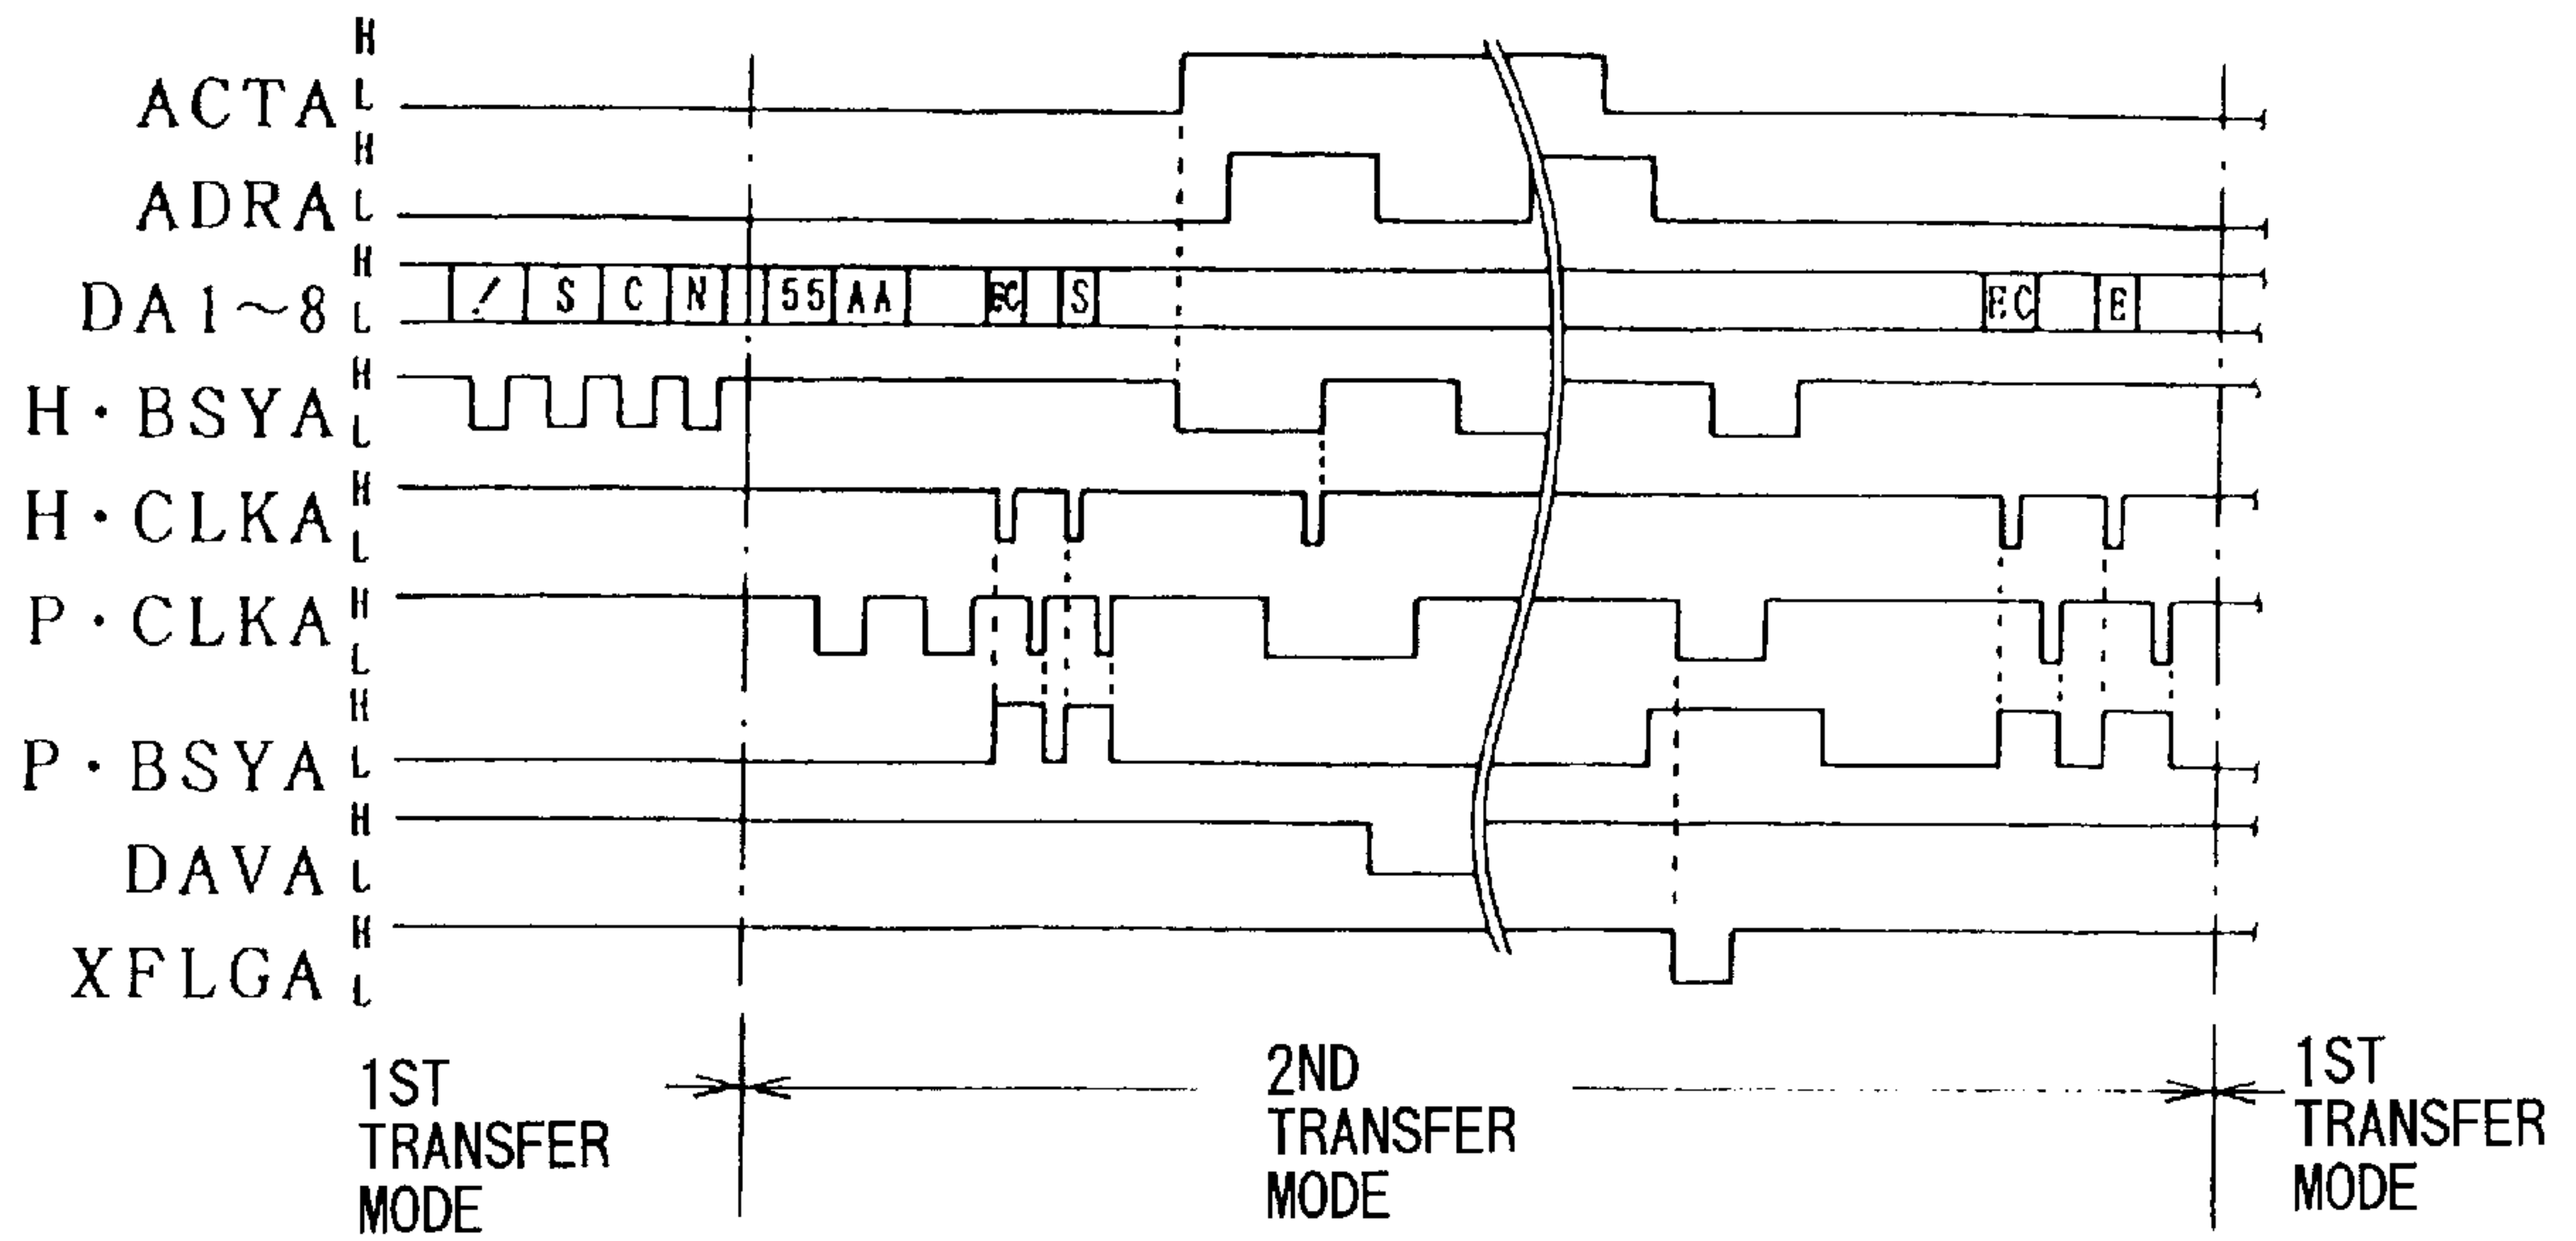 H
ACTA L
H
ADRA L
H
DA1~8 L
! S C N 55 AA EC S EC E
H
H·BSYA L
H
H·CLKA L
H
P·CLKA L
H
P·BSYA L
H
DAVA L
H
XFLGA L
1ST
TRANSFER
MODE
2ND
TRANSFER
MODE
1ST
TRANSFER
MODE